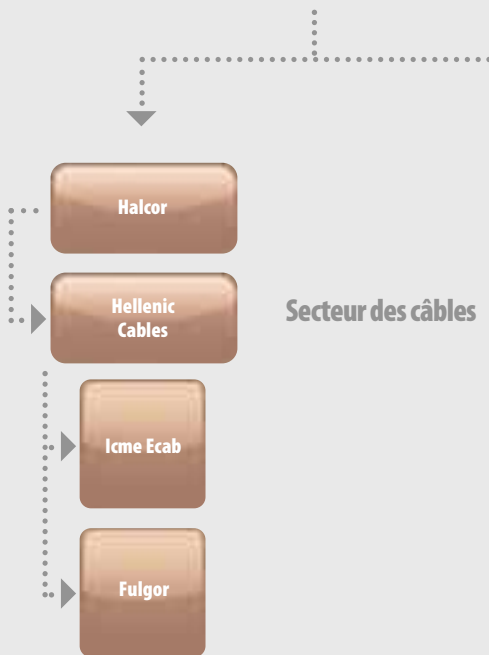 Halcor
Hellenic
Cables
Secteur des câbles
Icme Ecab
Fulgor